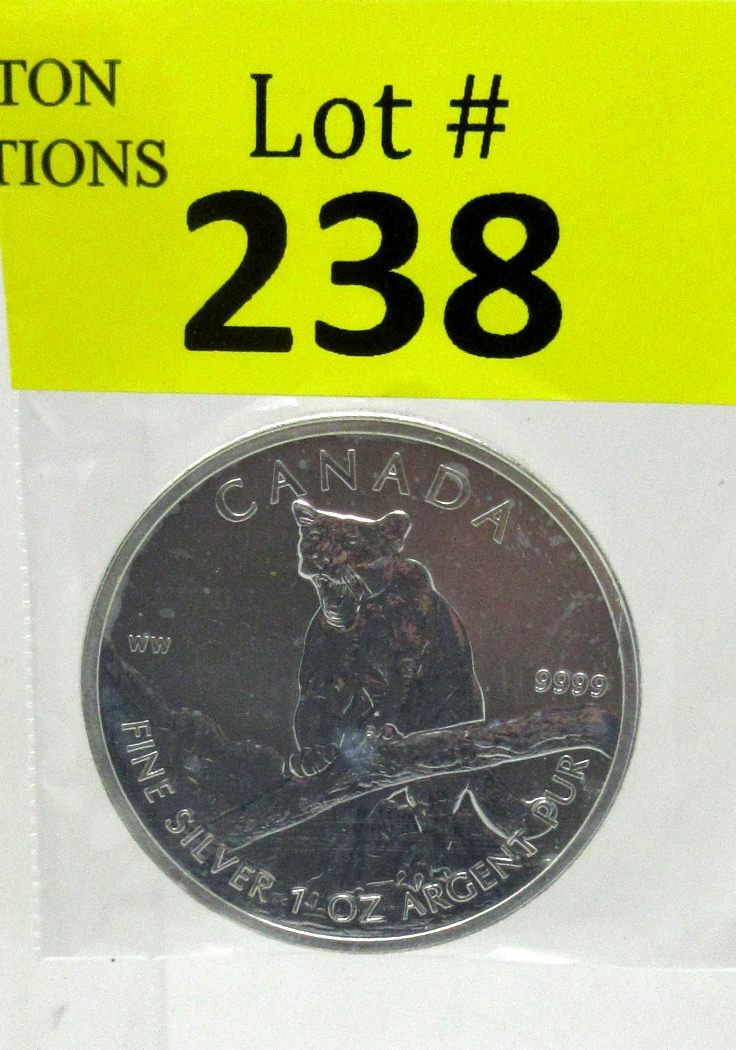 TON
TIONS
Lot #
238
CANADA
WW
9999
FINE SILVER 1 OZ ARGENT PUR